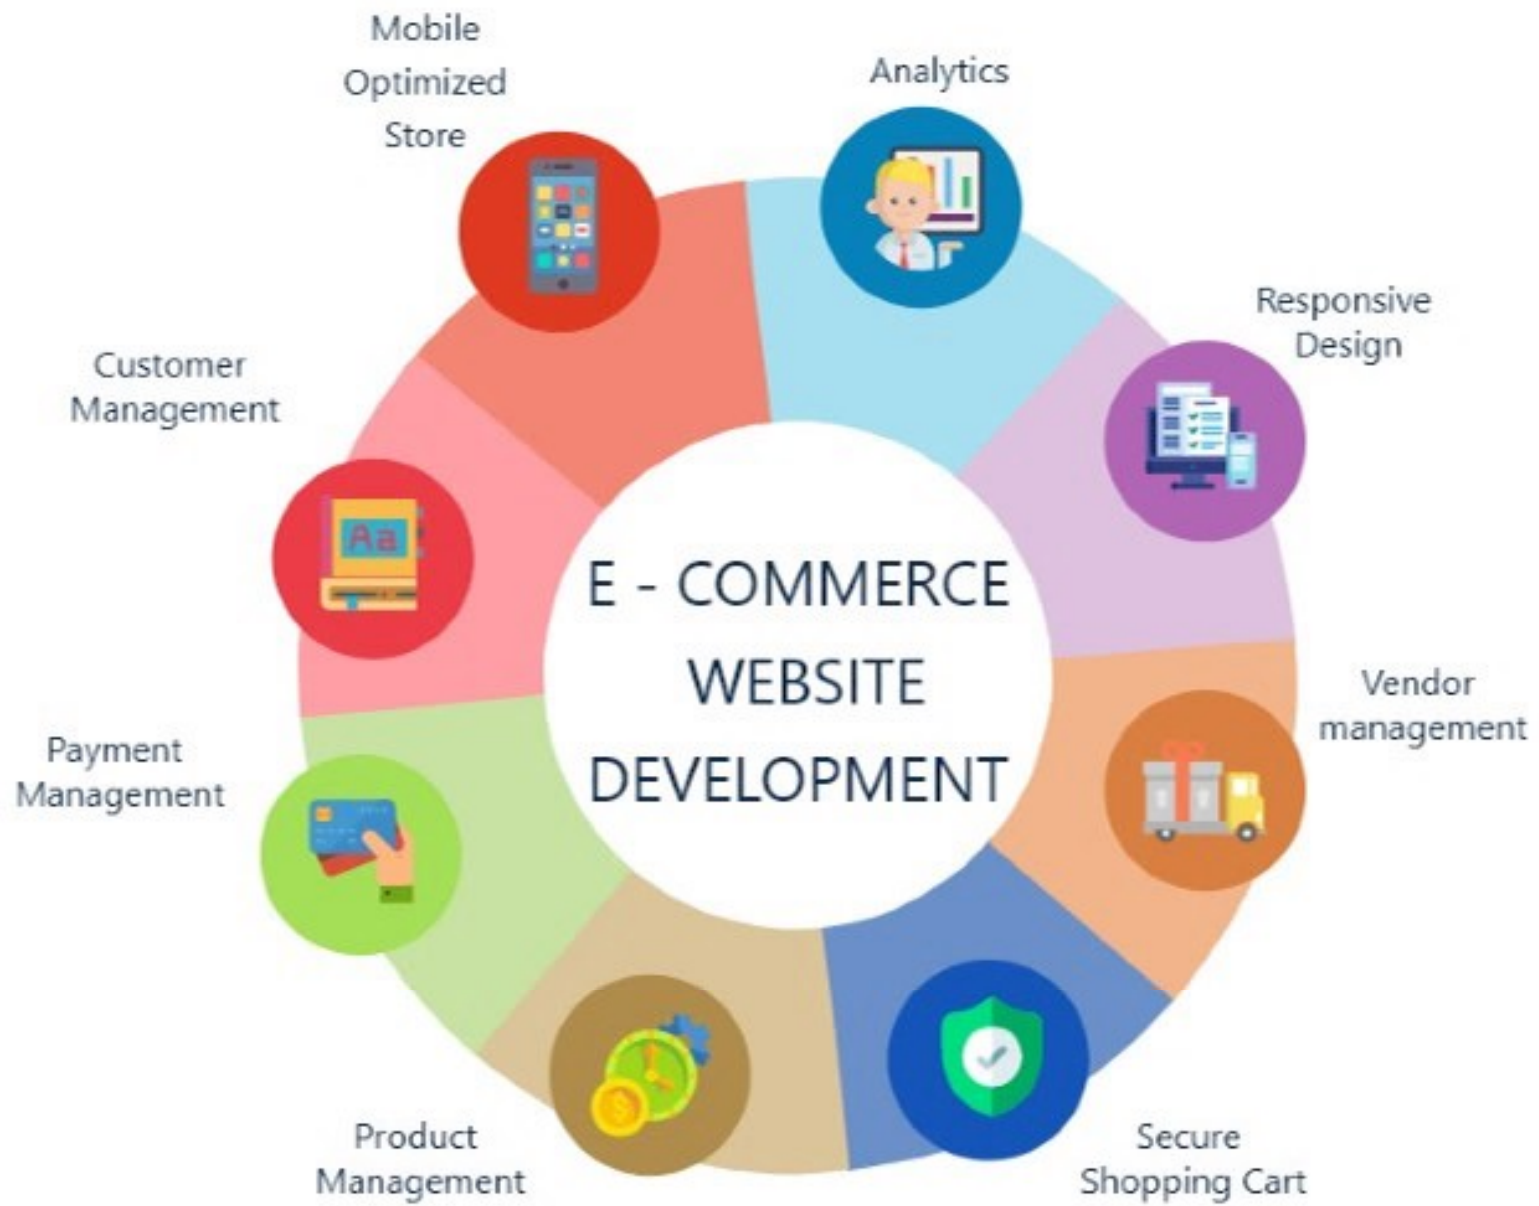 Mobile
Optimized
Store
Analytics
Responsive
Design
Customer
Management
Aa
E - COMMERCE
WEBSITE
DEVELOPMENT
Vendor
management
Payment
Management
$
Product
Management
Secure
Shopping Cart